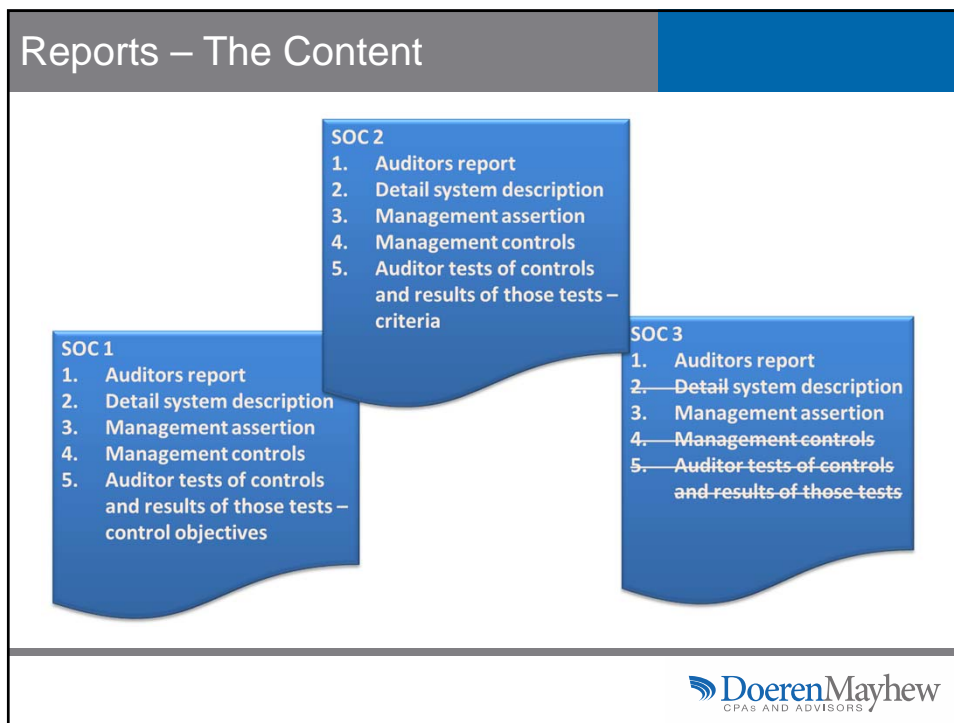 Reports – The Content
SOC 2
1. Auditors report
2. Detail system description
3. Management assertion
4. Management controls
5. Auditor tests of controls
and results of those tests –
criteria
SOC 1
1. Auditors report
2. Detail system description
3. Management assertion
4. Management controls
5. Auditor tests of controls
and results of those tests –
control objectives
SOC 3
1. Auditors report
2. Detail system description
3. Management assertion
4. Management controls
5. Auditor tests of controls
and results of those tests
DoerenMayhew
CPAs AND ADVISORS